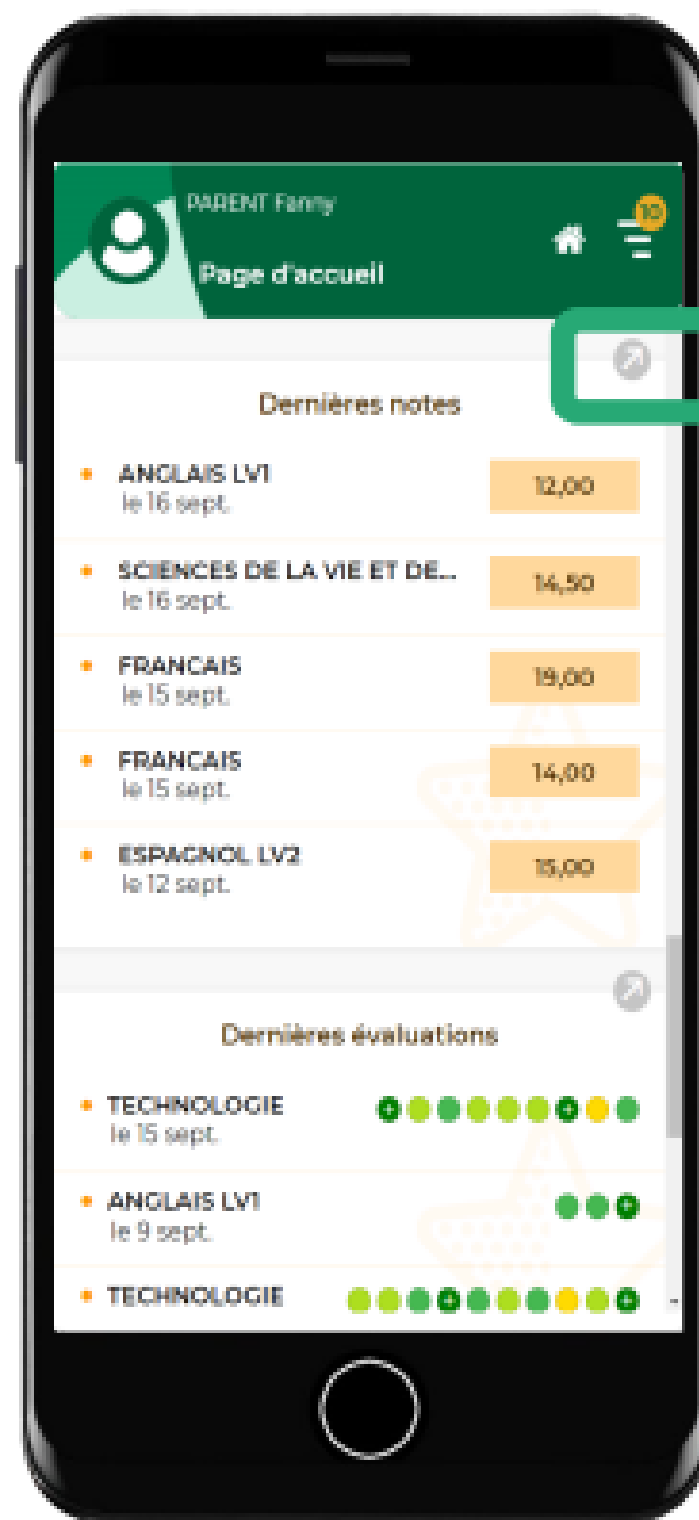 PARENT Fanny
10
Page d'accueil
Dernières notes
ANGLAIS LV1
le 16 sept.
12,00
SCIENCES DE LA VIE ET DE...
le 16 sept.
14,50
FRANCAIS
le 15 sept.
19,00
FRANCAIS
le 15 sept.
14,00
ESPAGNOL LV2
le 12 sept.
15,00
Dernières évaluations
TECHNOLOGIE
le 15 sept.
ANGLAIS LV1
le 9 sept.
TECHNOLOGIE